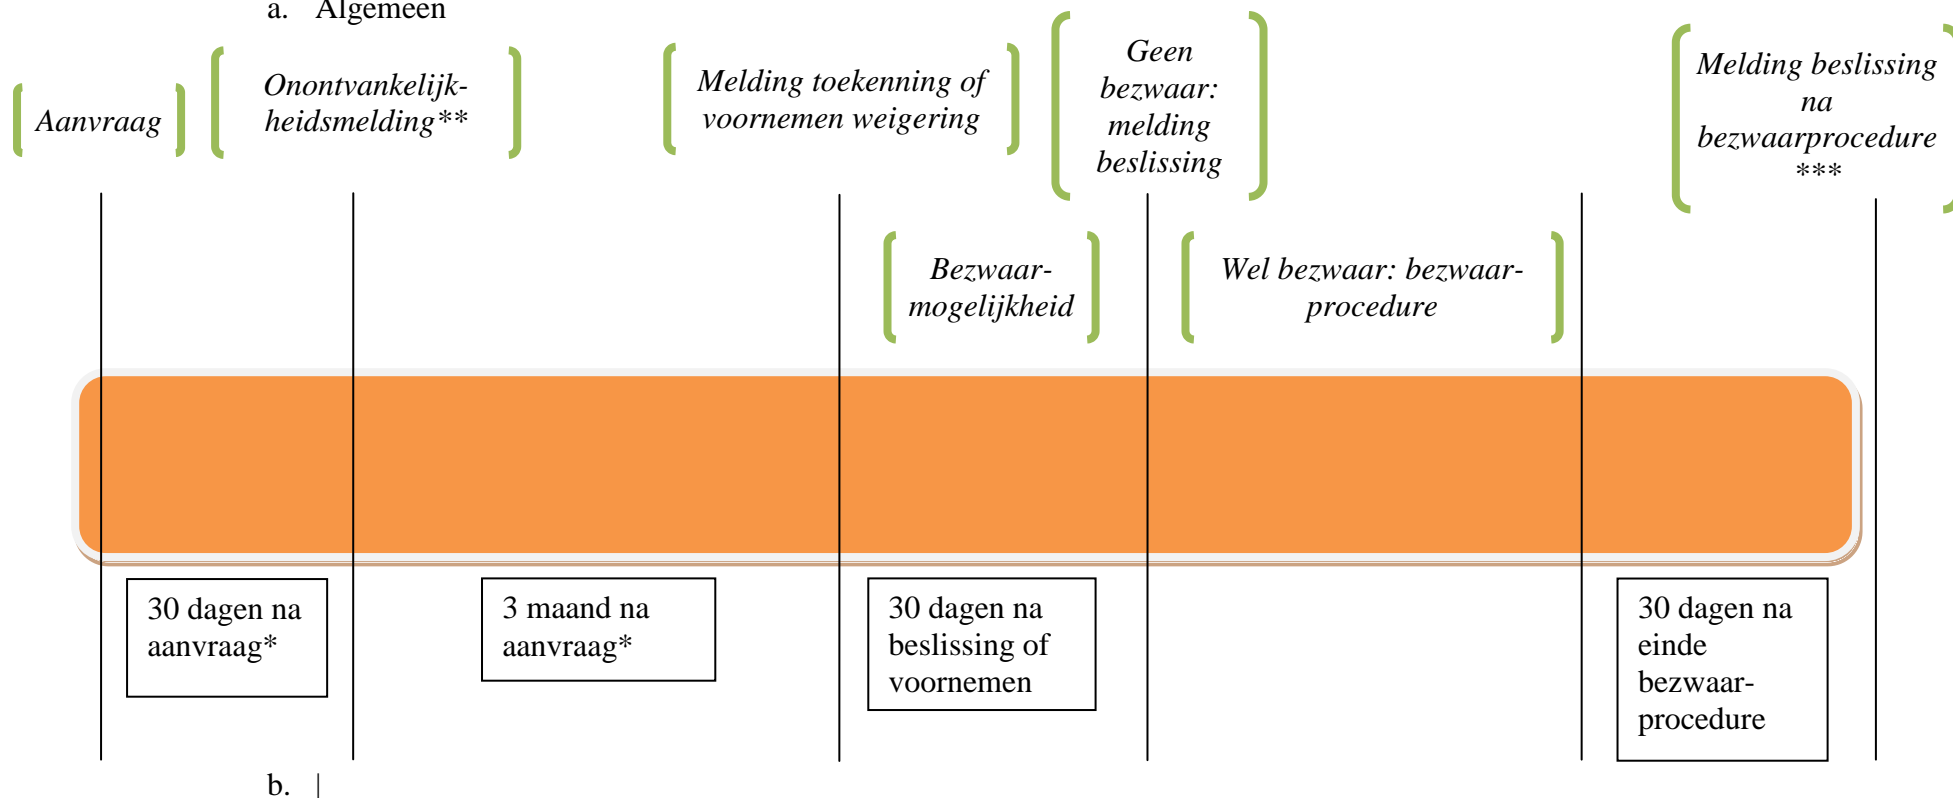 a. Algemeen
Aanvraag
Onontvankelijk-
heidsmelding**
Melding toekenning of
voornemen weigering
Geen
bezwaar:
melding
beslissing
Melding beslissing
na
bezwaarprocedure
***
Bezwaar-
mogelijkheid
Wel bezwaar: bezwaar-
procedure
30 dagen na
aanvraag*
3 maand na
aanvraag*
30 dagen na
beslissing of
voornemen
30 dagen na
einde
bezwaar-
procedure
b. |